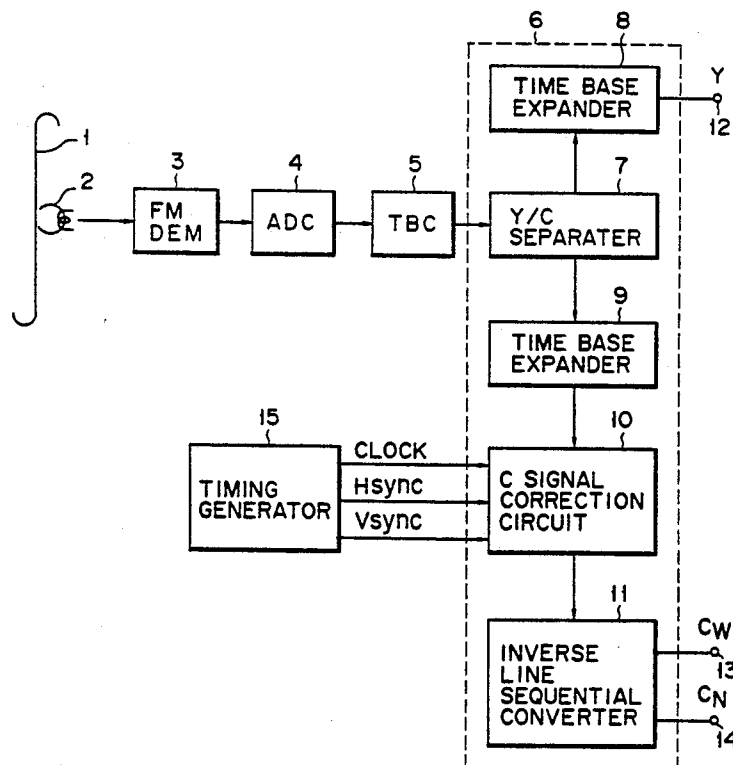 6
8
TIME BASE
EXPANDER
Y
12
1
2
3
FM
DEM
4
ADC
5
TBC
7
Y/C
SEPARATER
9
TIME BASE
EXPANDER
15
TIMING
GENERATOR
CLOCK
Hsync
Vsync
10
C SIGNAL
CORRECTION
CIRCUIT
11
INVERSE
LINE
SEQUENTIAL
CONVERTER
CW
13
CN
14